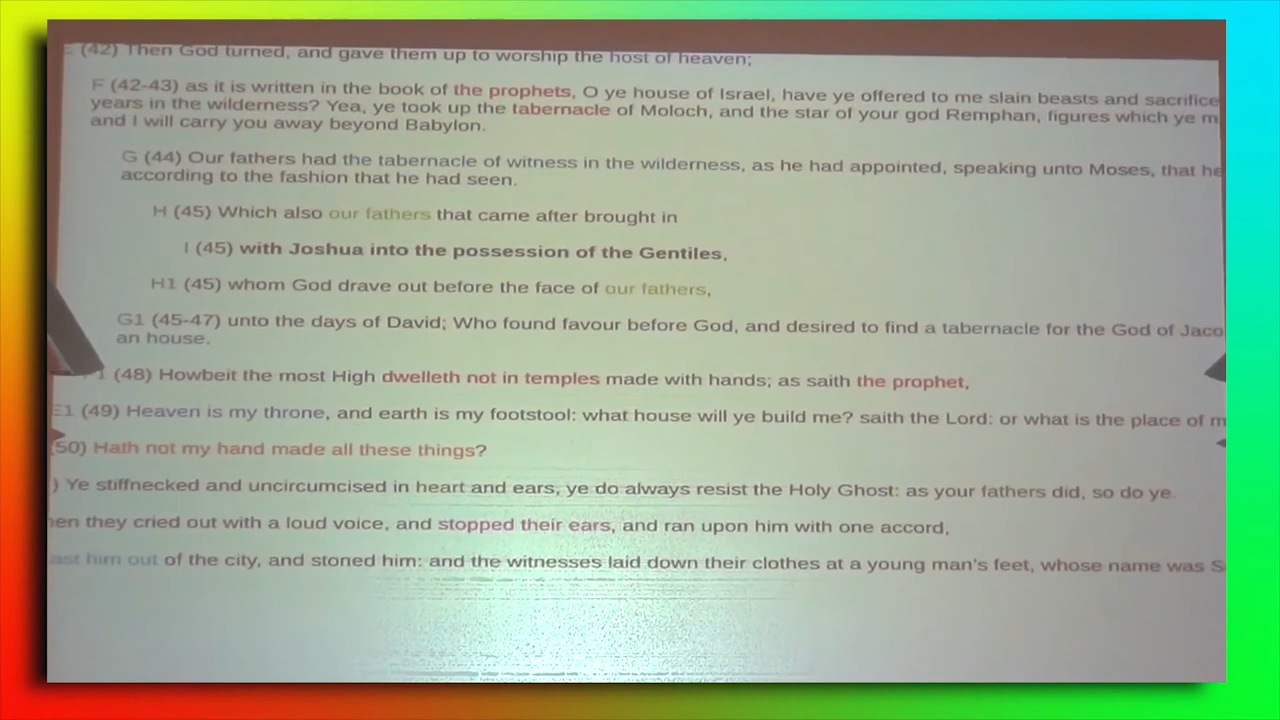 (42) Then God turned, and gave them up to worship the host of heaven;
F (42-43) as it is written in the book of the prophets, O ye house of Israel, have ye offered to me slain beasts and sacrifice
years in the wilderness? Yea, ye took up the tabernacle of Moloch, and the star of your god Remphan, figures which ye m
and I will carry you away beyond Babylon.
G (44) Our fathers had the tabernacle of witness in the wilderness, as he had appointed, speaking unto Moses, that he
according to the fashion that he had seen.
H (45) Which also our fathers that came after brought in
I (45) with Joshua into the possession of the Gentiles,
H1 (45) whom God drave out before the face of our fathers,
G1 (45-47) unto the days of David; Who found favour before God, and desired to find a tabernacle for the God of Jaco
an house.
1 (48) Howbeit the most High dwelleth not in temples made with hands; as saith the prophet,
E1 (49) Heaven is my throne, and earth is my footstool: what house will ye build me? saith the Lord: or what is the place of m
(50) Hath not my hand made all these things?
) Ye stiffnecked and uncircumcised in heart and ears, ye do always resist the Holy Ghost: as your fathers did, so do ye.
hen they cried out with a loud voice, and stopped their ears, and ran upon him with one accord,
ast him out of the city, and stoned him: and the witnesses laid down their clothes at a young man's feet, whose name was S